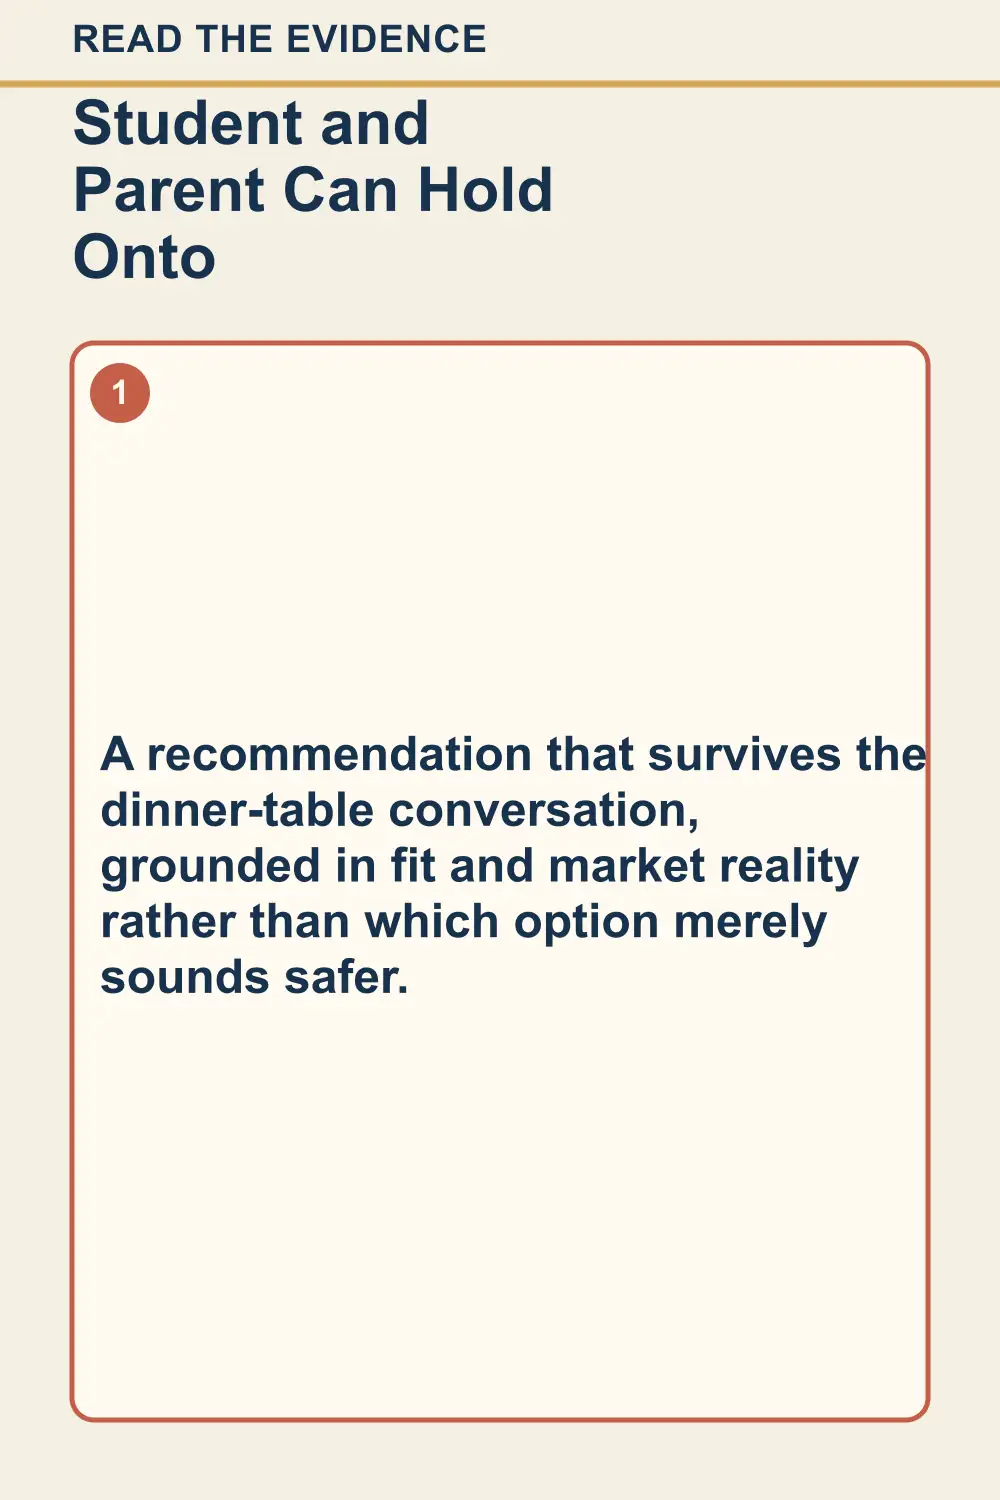 READ THE EVIDENCE
Student and
Parent Can Hold
Onto
1
A recommendation that survives the
dinner-table conversation,
grounded in fit and market reality
rather than which option merely
sounds safer.